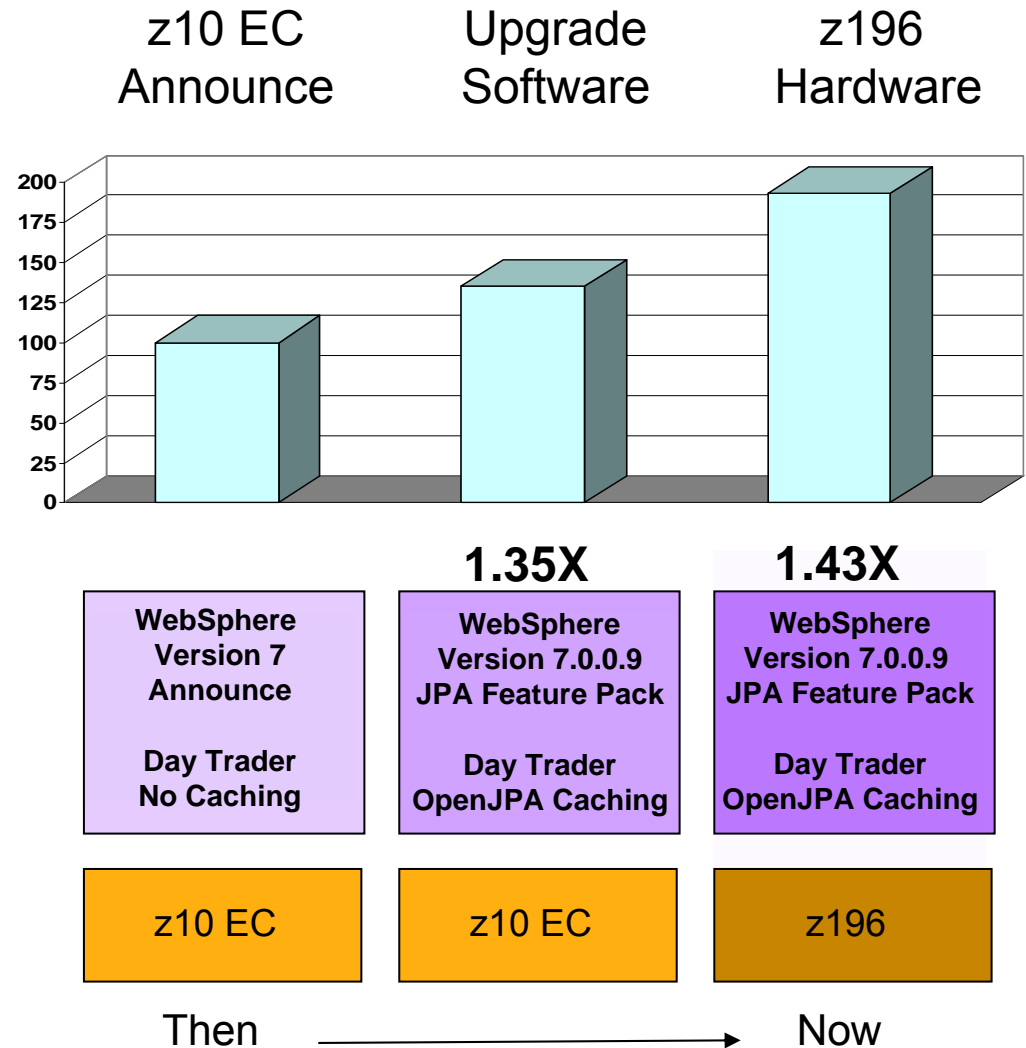 z10 EC
Announce
Upgrade
Software
z196
Hardware
200
175
150
125
100
75
50
25
0
1.35X
1.43X
WebSphere
Version 7
Announce
Day Trader
No Caching
WebSphere
Version 7.0.0.9
JPA Feature Pack
Day Trader
OpenJPA Caching
WebSphere
Version 7.0.0.9
JPA Feature Pack
Day Trader
OpenJPA Caching
z10 EC
z10 EC
z196
Then
Now